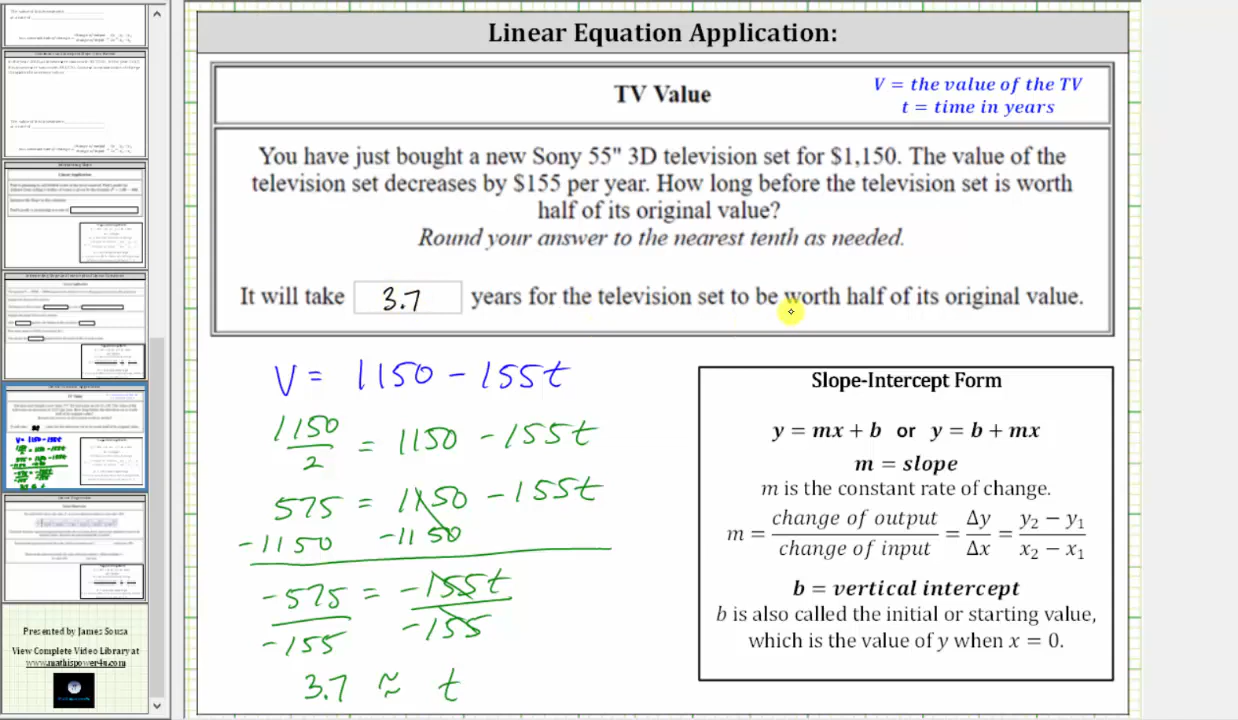 Linear Equation Application:
TV Value
V = the value of the TV
t = time in years
You have just bought a new Sony 55" 3D television set for $1,150. The value of the
television set decreases by $155 per year. How long before the television set is worth
half of its original value?
Round your answer to the nearest tenth as needed.
It will take 3.7 years for the television set to be worth half of its original value.
V = 1150 - 155t
1150/2 = 1150 - 155t
575 = 1150 - 155t
-1150 -1150
-575/-155 = -155t/-155
3.7 ≈ t
Slope-Intercept Form
y = mx + b or y = b + mx
m = slope
m is the constant rate of change.
m = change of output/change of input = Δy/Δx = y₂ − y₁/x₂ − x₁
b = vertical intercept
b is also called the initial or starting value,
which is the value of y when x = 0.
Presented by James Sousa
View Complete Video Library at
www.mathispower4u.com